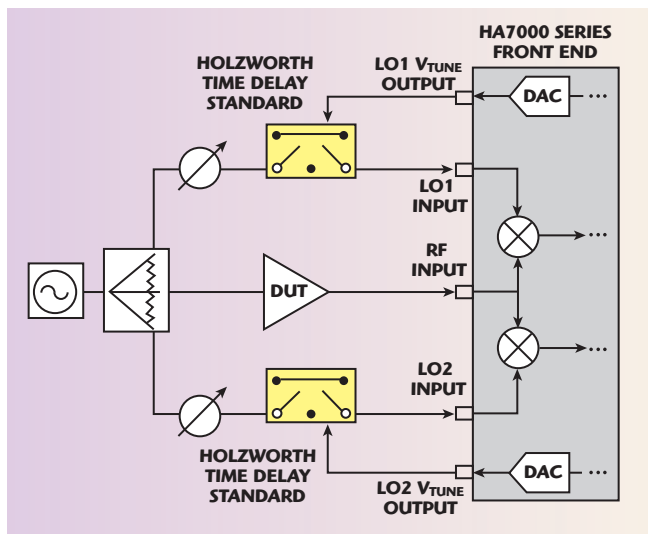 HA7000 SERIES
FRONT END
HOLZWORTH
TIME DELAY
STANDARD
LO1 VTUNE
OUTPUT
DAC
...
LO1
INPUT
...
RF
INPUT
DUT
...
LO2
INPUT
HOLZWORTH
TIME DELAY
STANDARD
LO2 VTUNE
OUTPUT
DAC
...